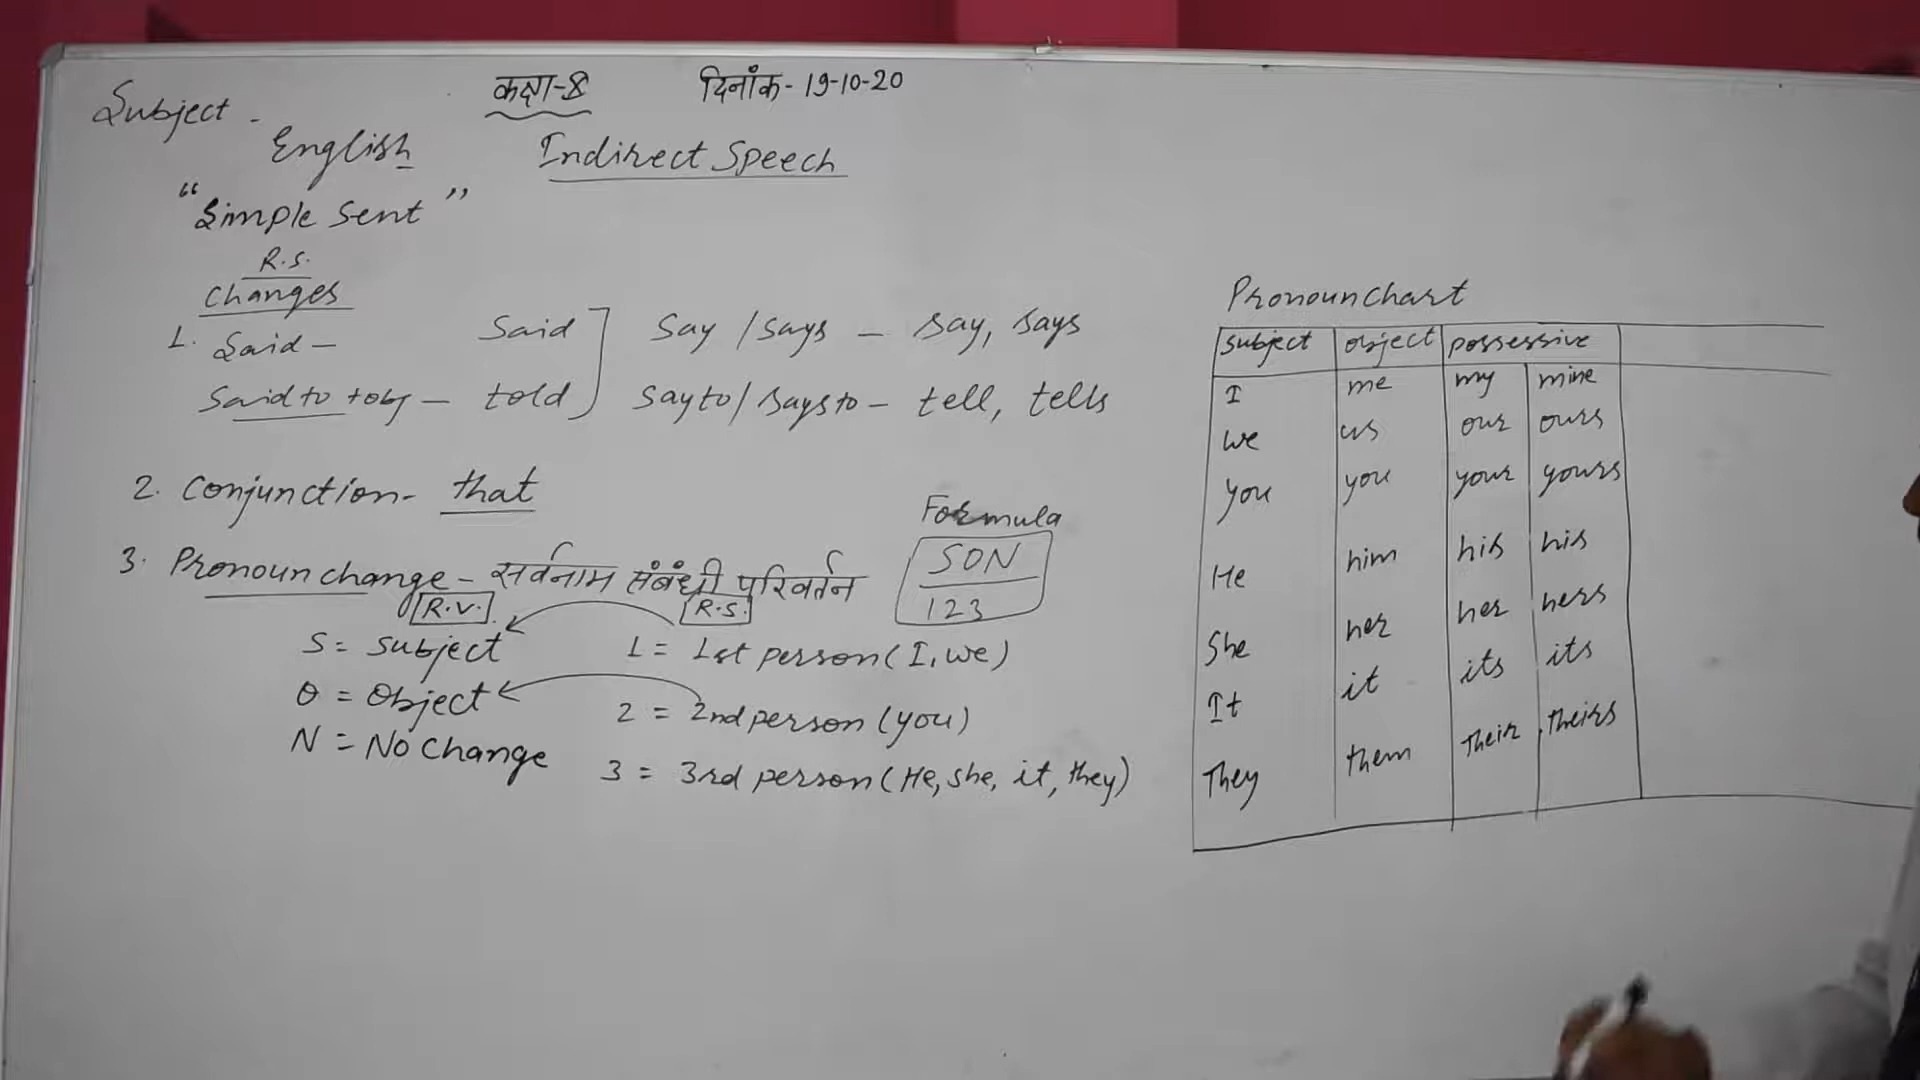 Subject - English
कक्षा-8 दिनांक- 19-10-20
Indirect Speech
"Simple Sent"
R.S.
Changes
1. Said - Said
Said to + obj - told
Say / Says - Say, Says
Say to / Says to - tell, tells
2. Conjunction - that
3. Pronoun change - सर्वनाम संबंधी परिवर्तन
R.V. R.S.
S = Subject 1 = 1st person (I, we)
O = Object 2 = 2nd person (you)
N = No Change 3 = 3rd person (He, she, it, they)
Formula
SON
123
Pronoun Chart
Subject object possessive
I me my mine
we us our ours
you you your yours
He him his his
She her her hers
It it its its
They them their theirs